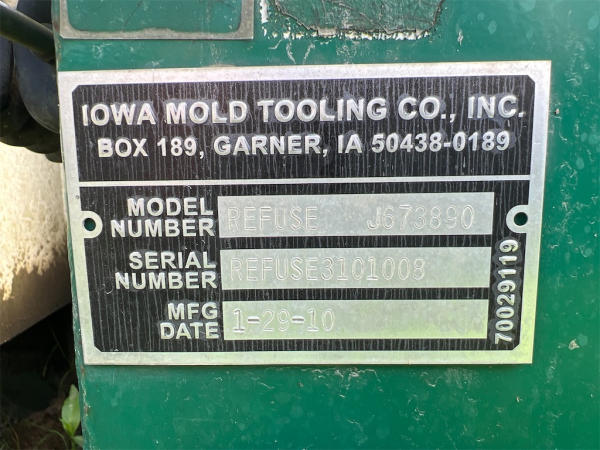 IOWA MOLD TOOLING CO., INC.
BOX 189, GARNER, IA 50438-0189
MODEL NUMBER REFUSE J673890
SERIAL NUMBER REFUSE3101008
MFG DATE 1-29-10
70029119